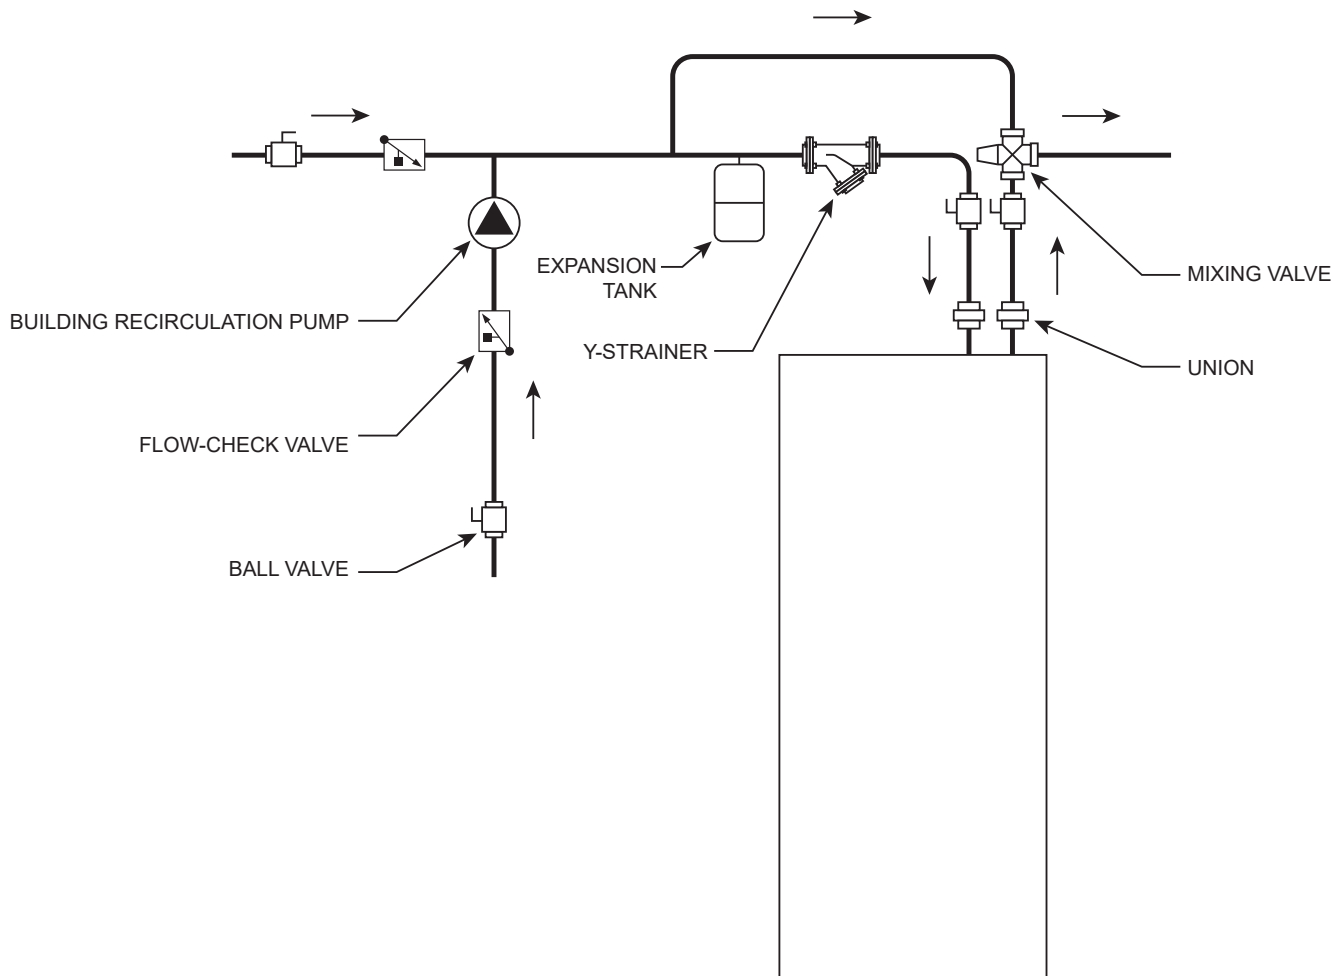 EXPANSION
TANK
MIXING VALVE
BUILDING RECIRCULATION PUMP
Y-STRAINER
UNION
FLOW-CHECK VALVE
BALL VALVE